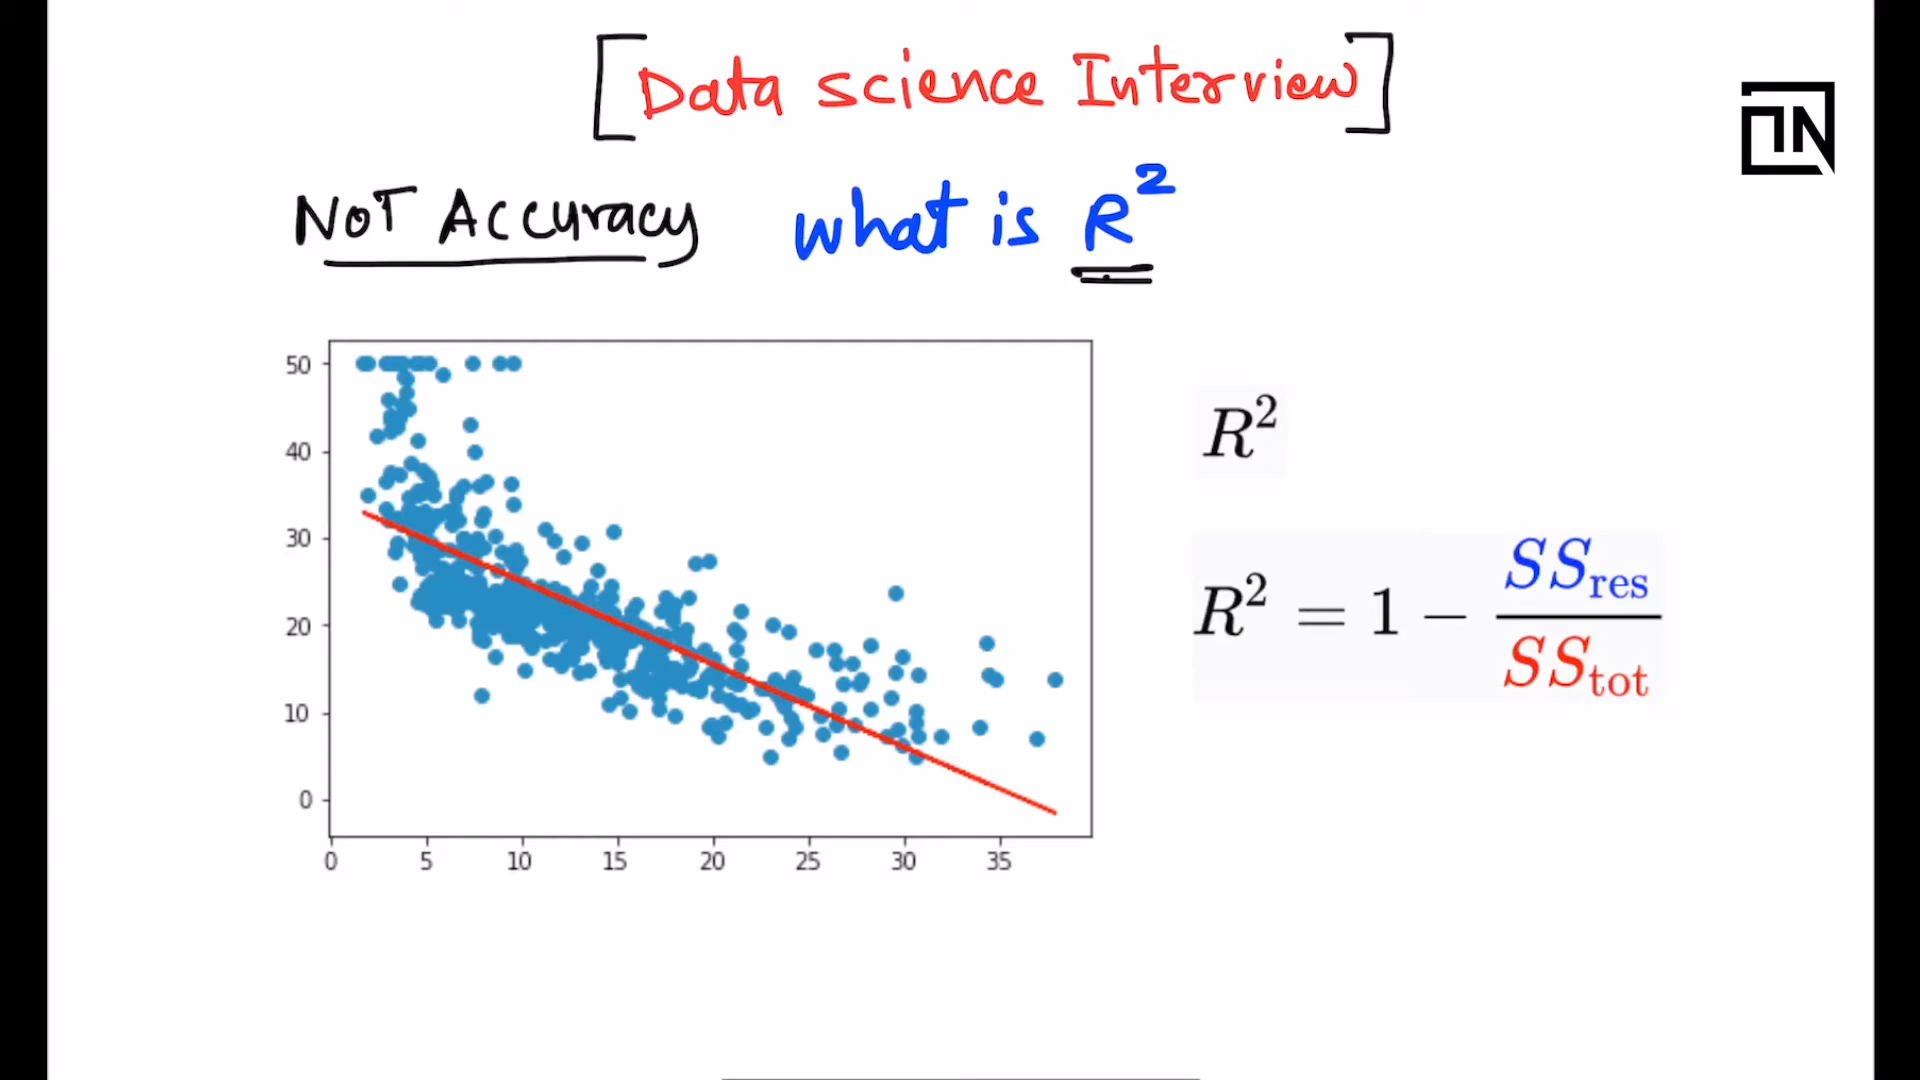 [Data science Interview]
NOT Accuracy what is R²
50
40
30
20
10
0
0 5 10 15 20 25 30 35
R²
R² = 1 − SSres / SStot